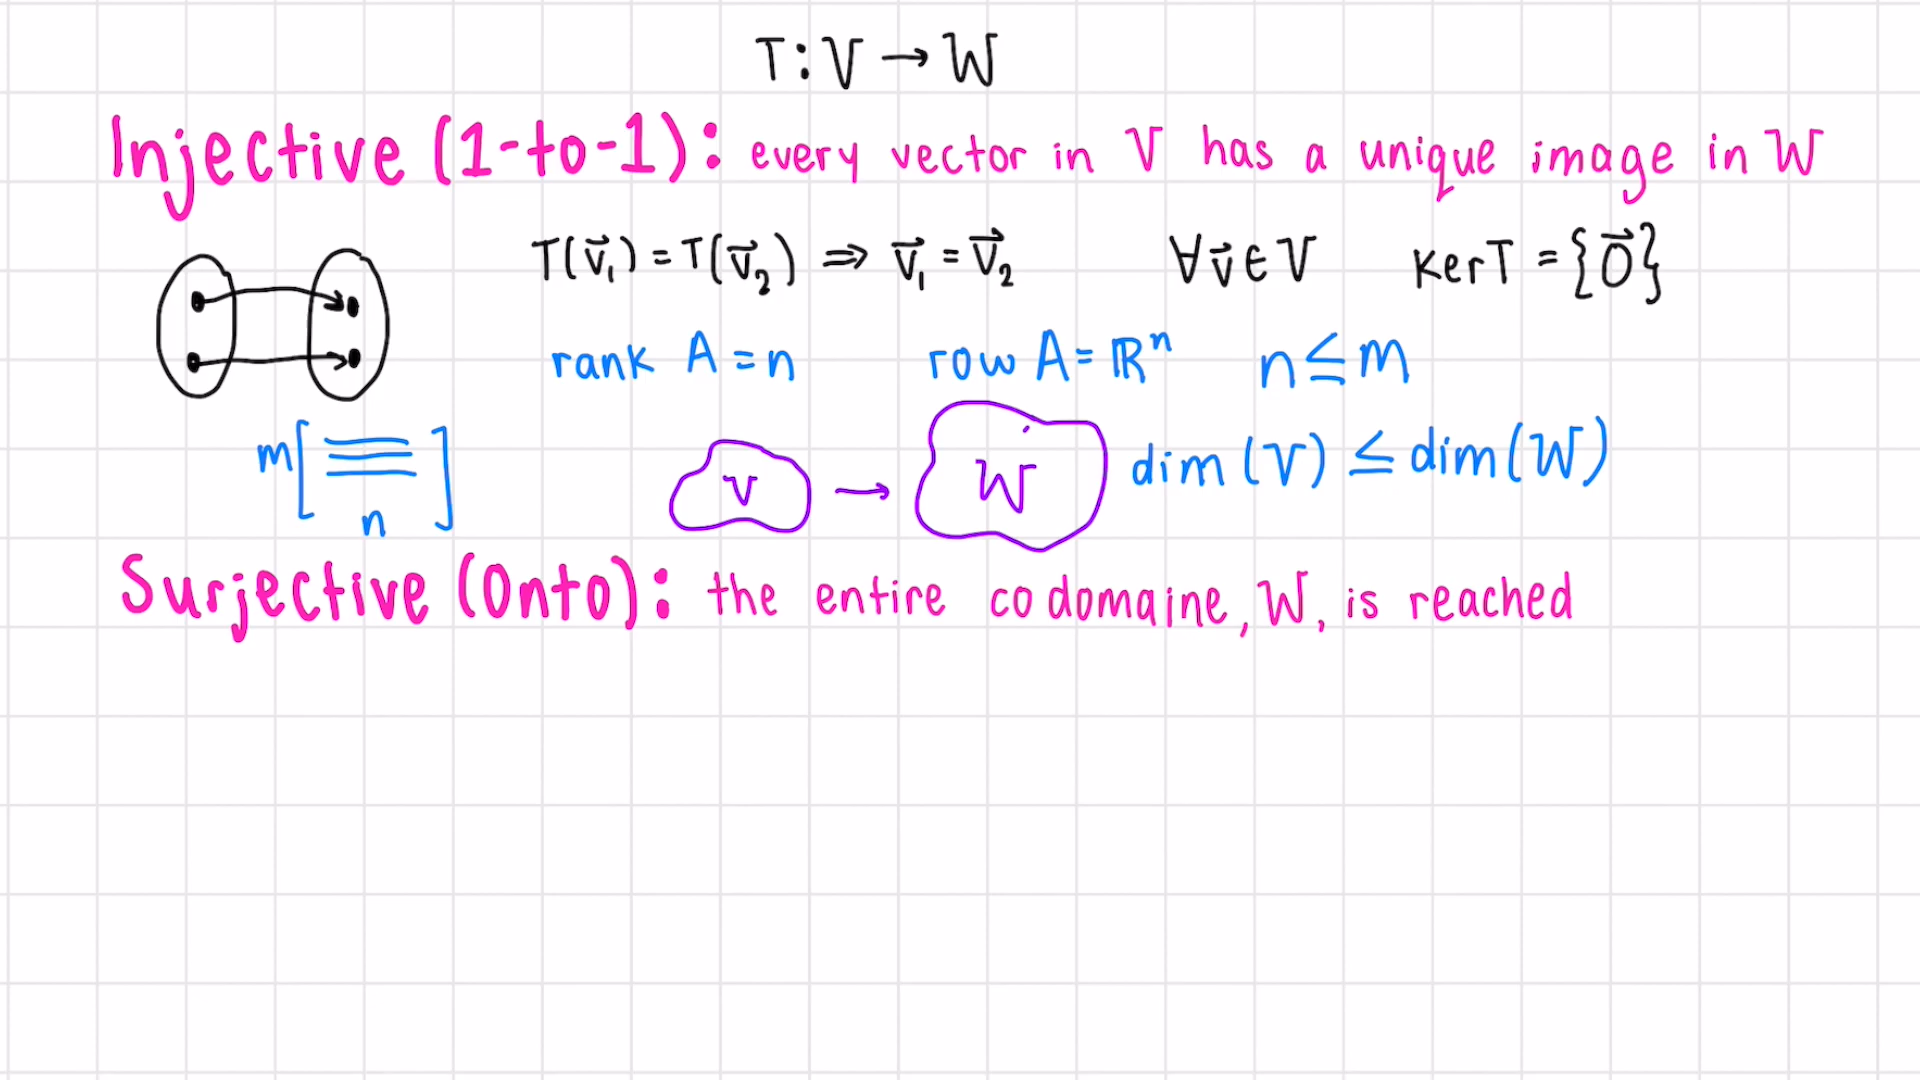 T: V → W
Injective (1-to-1): every vector in V has a unique image in W
T(v⃗₁) = T(v⃗₂) ⇒ v⃗₁ = v⃗₂ ∀v⃗∈V kerT = {0⃗}
rank A = n row A = ℝⁿ n ≤ m
m[ ] n
V → W dim (V) ≤ dim(W)
Surjective (Onto): the entire codomaine, W, is reached